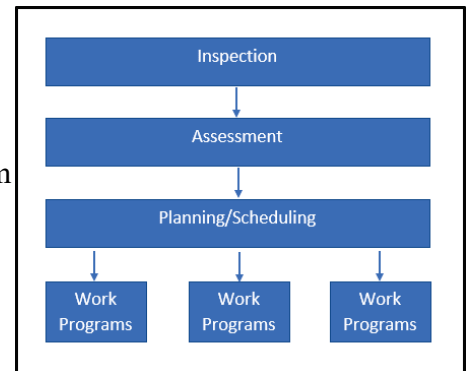 Inspection
Assessment
Planning/Scheduling
Work Programs
Work Programs
Work Programs